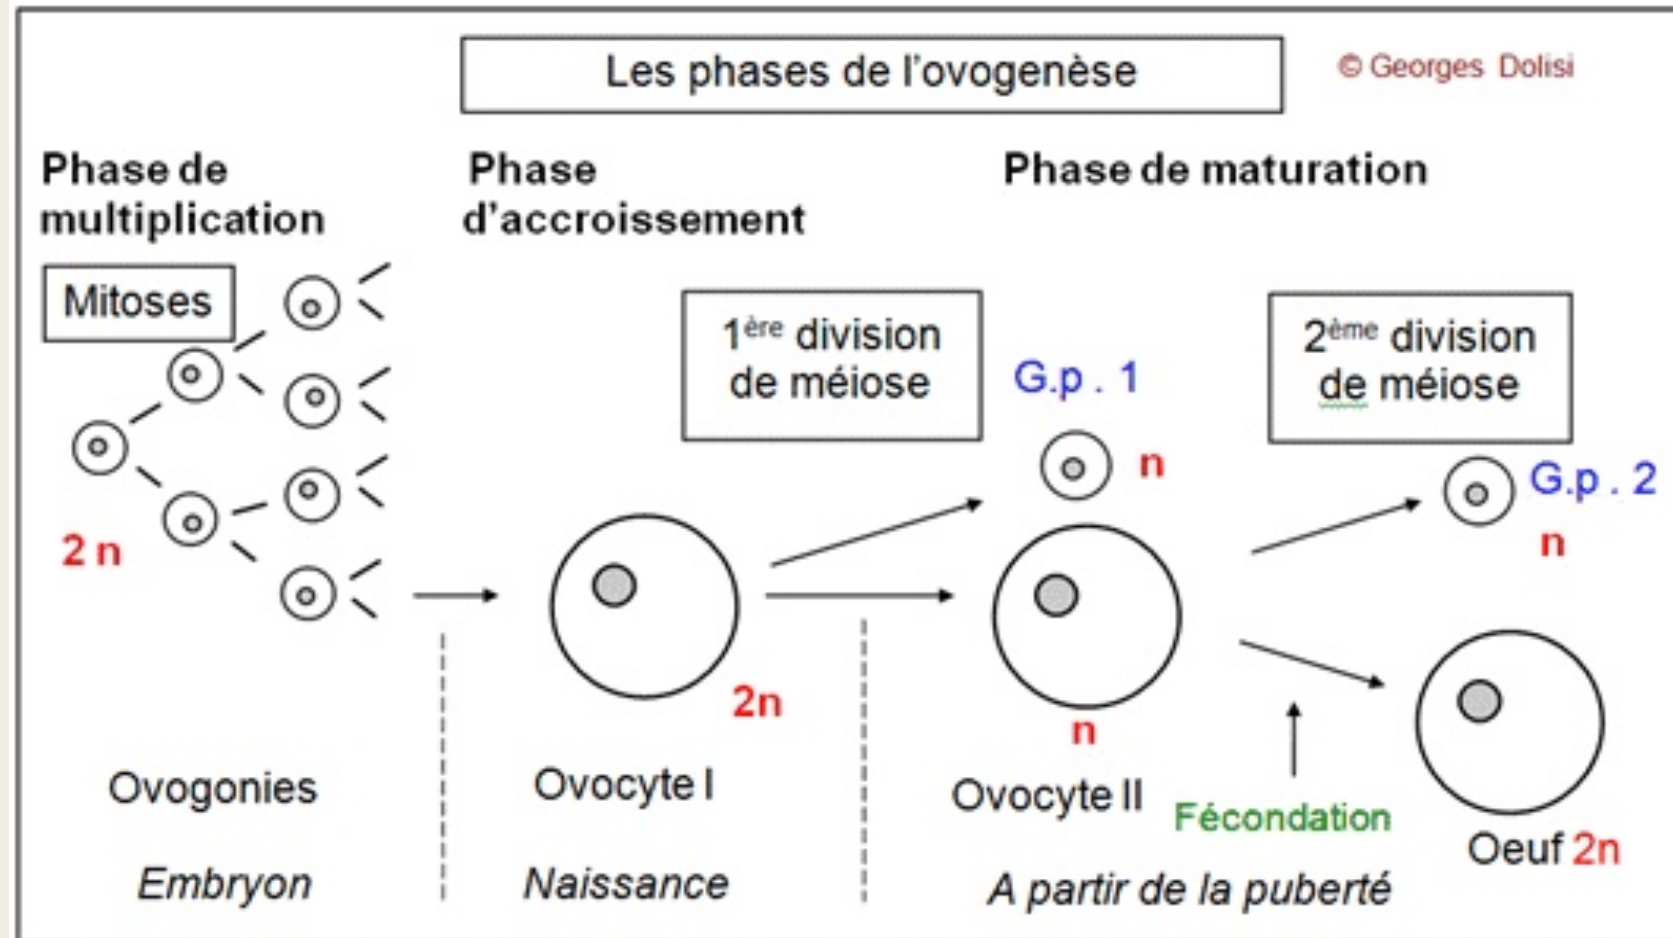 Les phases de l'ovogenèse
© Georges Dolisi
Phase de
multiplication
Phase
d'accroissement
Phase de maturation
Mitoses
1ère division
de méiose
G.p . 1
n
2ème division
de méiose
G.p . 2
n
2 n
2n
n
Ovogonies
Ovocyte I
Ovocyte II
Fécondation
Oeuf 2n
Embryon
Naissance
A partir de la puberté